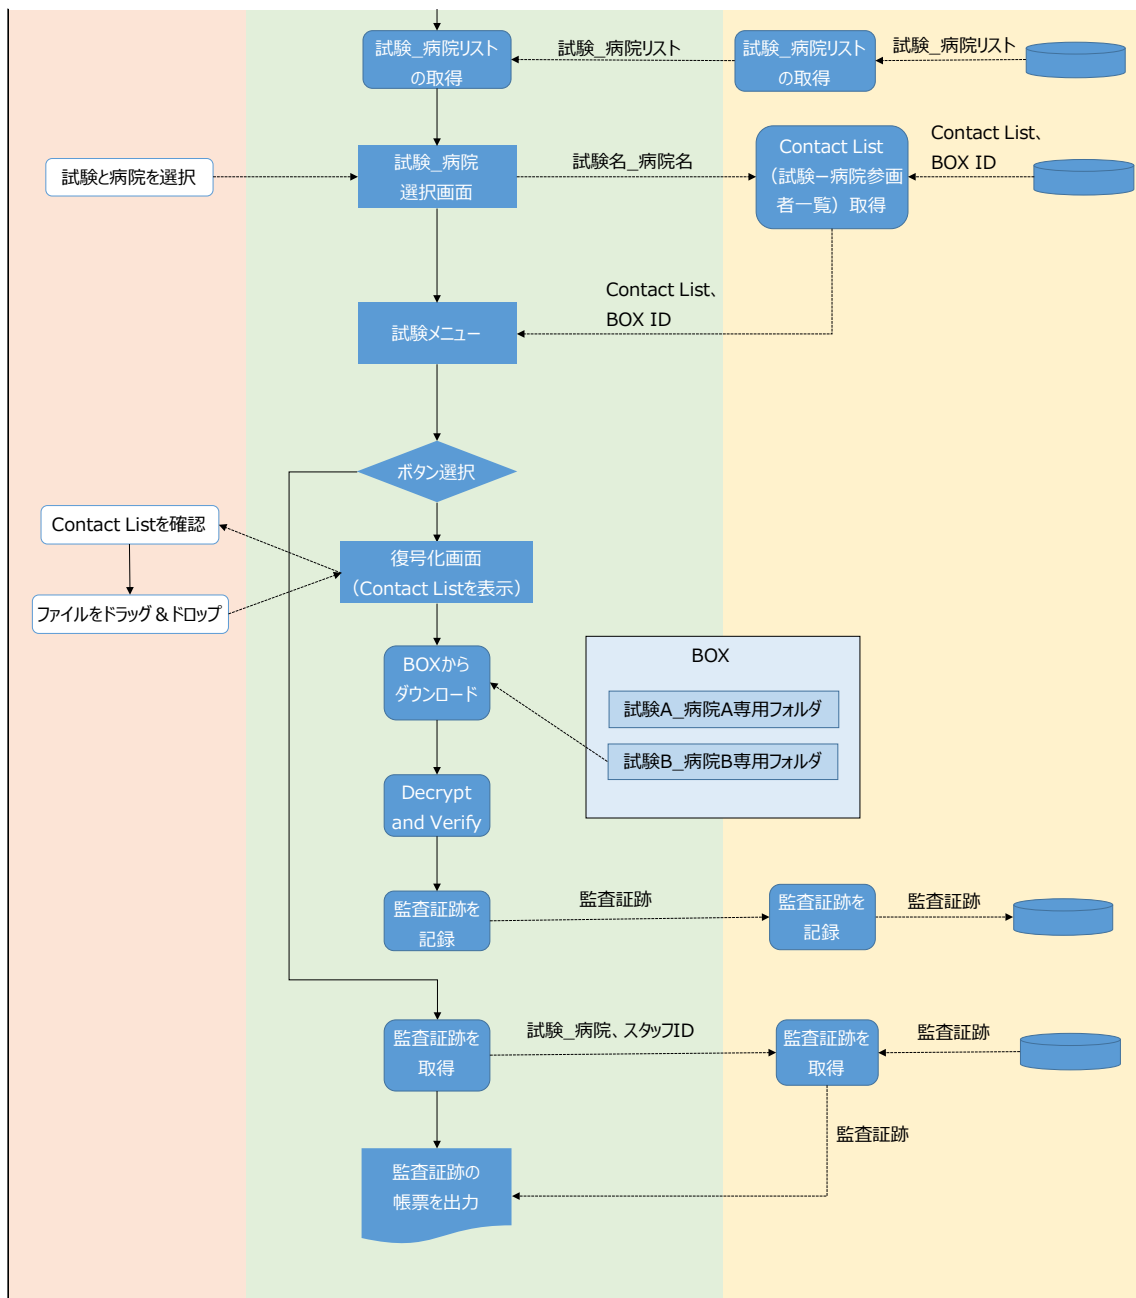 試験_病院リスト
の取得
試験_病院リスト
試験_病院リスト
の取得
試験_病院リスト
試験と病院を選択
試験_病院
選択画面
試験名_病院名
Contact List
（試験ー病院参画
者一覧）取得
Contact List、
BOX ID
Contact List、
BOX ID
試験メニュー
ボタン選択
Contact Listを確認
復号化画面
（Contact Listを表示）
ファイルをドラッグ＆ドロップ
BOXから
ダウンロード
BOX
試験A_病院A専用フォルダ
試験B_病院B専用フォルダ
Decrypt
and Verify
監査証跡を
記録
監査証跡
監査証跡を
記録
監査証跡
監査証跡を
取得
試験_病院、スタッフID
監査証跡を
取得
監査証跡
監査証跡
監査証跡の
帳票を出力